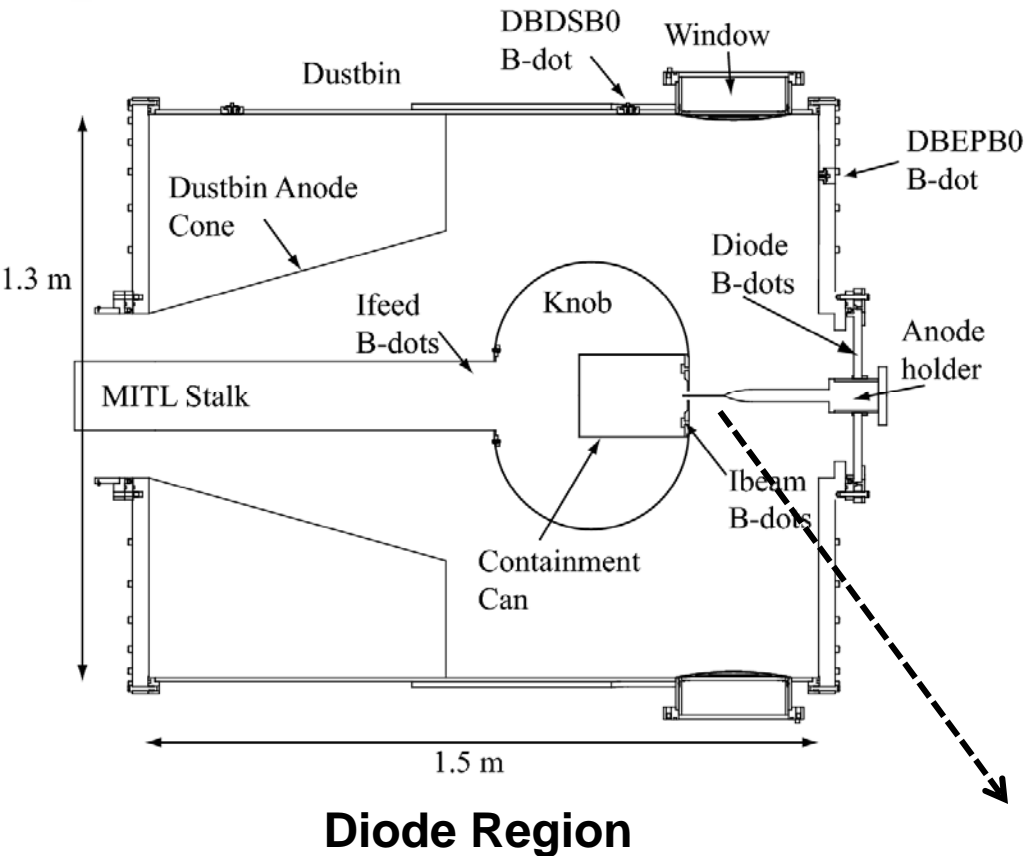 DBDSB0
B-dot
Window
Dustbin
DBEPB0
B-dot
Dustbin Anode
Cone
Diode
B-dots
1.3 m
Ifeed
B-dots
Knob
Anode
holder
MITL Stalk
Ibeam
B-dots
Containment
Can
1.5 m
Diode Region